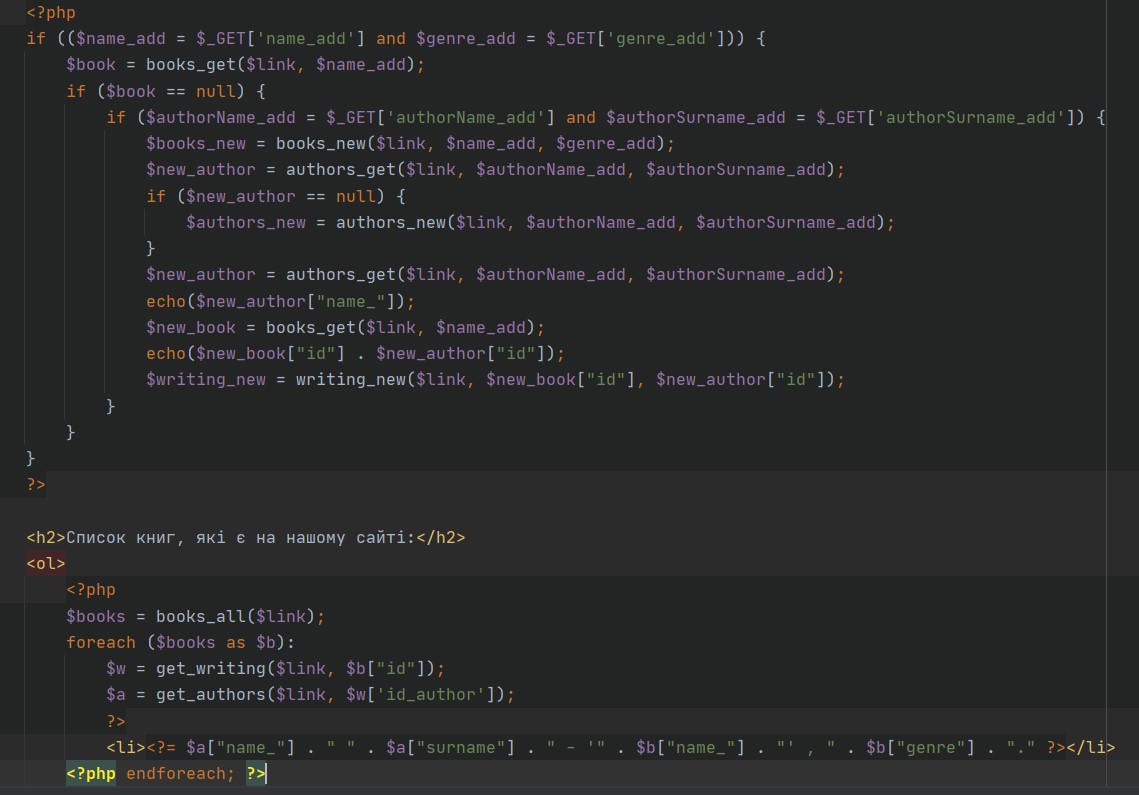 <?php
if (($name_add = $_GET['name_add'] and $genre_add = $_GET['genre_add'])) {
    $book = books_get($link, $name_add);
    if ($book == null) {
        if ($authorName_add = $_GET['authorName_add'] and $authorSurname_add = $_GET['authorSurname_add']) {
            $books_new = books_new($link, $name_add, $genre_add);
            $new_author = authors_get($link, $authorName_add, $authorSurname_add);
            if ($new_author == null) {
                $authors_new = authors_new($link, $authorName_add, $authorSurname_add);
            }
            $new_author = authors_get($link, $authorName_add, $authorSurname_add);
            echo($new_author["name_"]);
            $new_book = books_get($link, $name_add);
            echo($new_book["id"] . $new_author["id"]);
            $writing_new = writing_new($link, $new_book["id"], $new_author["id"]);
        }
    }
}
?>

<h2>Список книг, які є на нашому сайті:</h2>
<ol>
    <?php
    $books = books_all($link);
    foreach ($books as $b):
        $w = get_writing($link, $b["id"]);
        $a = get_authors($link, $w['id_author']);
        ?>
        <li><?= $a["name_"] . " " . $a["surname"] . " - '" . $b["name_"] . "' , " . $b["genre"] . "." ?></li>
    <?php endforeach; ?>